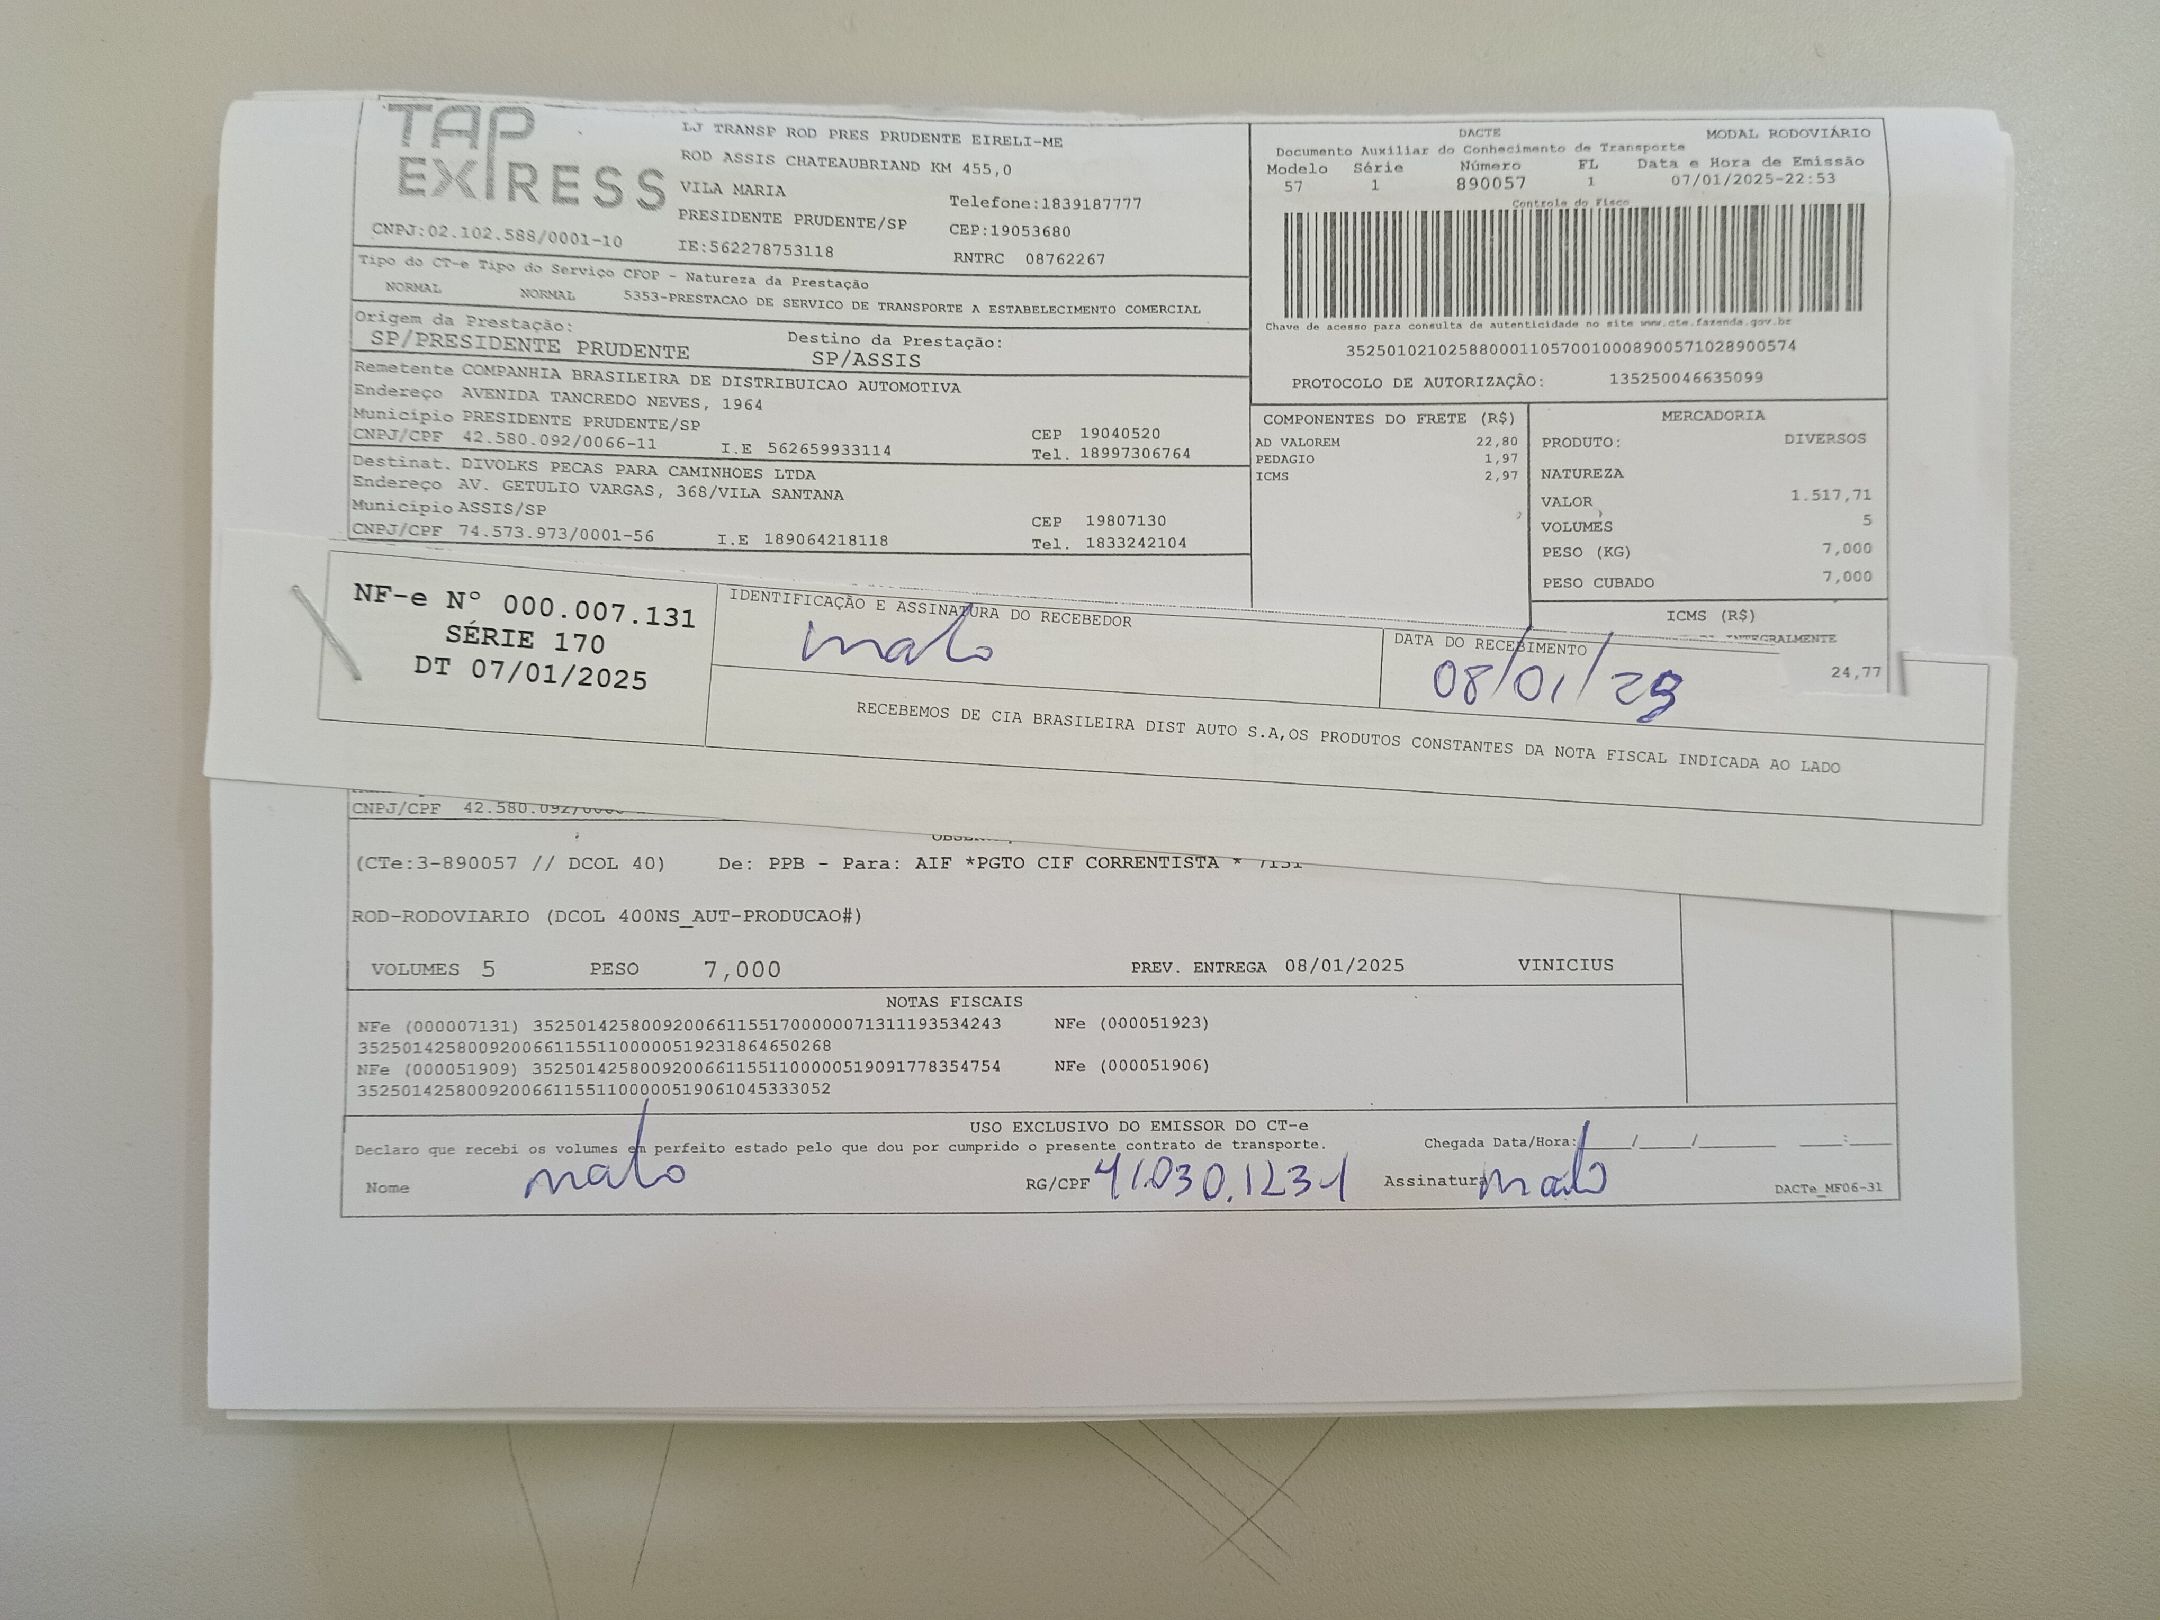 TAP
EXPRESS
LJ TRANSP ROD PRES PRUDENTE EIRELI-ME
ROD ASSIS CHATEAUBRIAND KM 455,0
VILA MARIA
Telefone:1839187777
PRESIDENTE PRUDENTE/SP CEP:19053680
CNPJ:02.102.588/0001-10 IE:562278753118 RNTRC 08762267
DACTE MODAL RODOVIÁRIO
Documento Auxiliar do Conhecimento de Transporte
Modelo Série Número FL Data e Hora de Emissão
57 1 890057 1 07/01/2025-22:53
Controle do Fisco
Chave de acesso para consulta de autenticidade no site www.cte.fazenda.gov.br
35250102102588000110570010008900571028900574
PROTOCOLO DE AUTORIZAÇÃO: 135250046635099
Tipo do CT-e Tipo do Serviço CFOP - Natureza da Prestação
NORMAL NORMAL 5353-PRESTACAO DE SERVICO DE TRANSPORTE A ESTABELECIMENTO COMERCIAL
Origem da Prestação: Destino da Prestação:
SP/PRESIDENTE PRUDENTE SP/ASSIS
Remetente COMPANHIA BRASILEIRA DE DISTRIBUICAO AUTOMOTIVA
Endereço AVENIDA TANCREDO NEVES, 1964
Município PRESIDENTE PRUDENTE/SP CEP 19040520
CNPJ/CPF 42.580.092/0066-11 I.E 562659933114 Tel. 18997306764
Destinat. DIVOLKS PECAS PARA CAMINHOES LTDA
Endereço AV. GETULIO VARGAS, 368/VILA SANTANA
Município ASSIS/SP CEP 19807130
CNPJ/CPF 74.573.973/0001-56 I.E 189064218118 Tel. 1833242104
COMPONENTES DO FRETE (R$)
AD VALOREM 22,80
PEDAGIO 1,97
ICMS 2,97
MERCADORIA
PRODUTO: DIVERSOS
NATUREZA
VALOR 1.517,71
VOLUMES 5
PESO (KG) 7,000
PESO CUBADO 7,000
ICMS (R$)
INTEGRALMENTE
24,77
NF-e Nº 000.007.131
SÉRIE 170
DT 07/01/2025
IDENTIFICAÇÃO E ASSINATURA DO RECEBEDOR
DATA DO RECEBIMENTO
08/01/25
RECEBEMOS DE CIA BRASILEIRA DIST AUTO S.A,OS PRODUTOS CONSTANTES DA NOTA FISCAL INDICADA AO LADO
CNPJ/CPF 42.580.092/
(CTe:3-890057 // DCOL 40) De: PPB - Para: AIF *PGTO CIF CORRENTISTA * 7131
ROD-RODOVIARIO (DCOL 400NS_AUT-PRODUCAO#)
VOLUMES 5 PESO 7,000 PREV. ENTREGA 08/01/2025 VINICIUS
NOTAS FISCAIS
NFe (000007131) 35250142580092006611551700000071311193534243 NFe (000051923)
35250142580092006611551100000519231864650268
NFe (000051909) 35250142580092006611551100000519091778354754 NFe (000051906)
35250142580092006611551100000519061045333052
USO EXCLUSIVO DO EMISSOR DO CT-e
Declaro que recebi os volumes em perfeito estado pelo que dou por cumprido o presente contrato de transporte. Chegada Data/Hora: / / :
Nome RG/CPF 41.030.123-1 Assinatura
DACTe_MF06-31